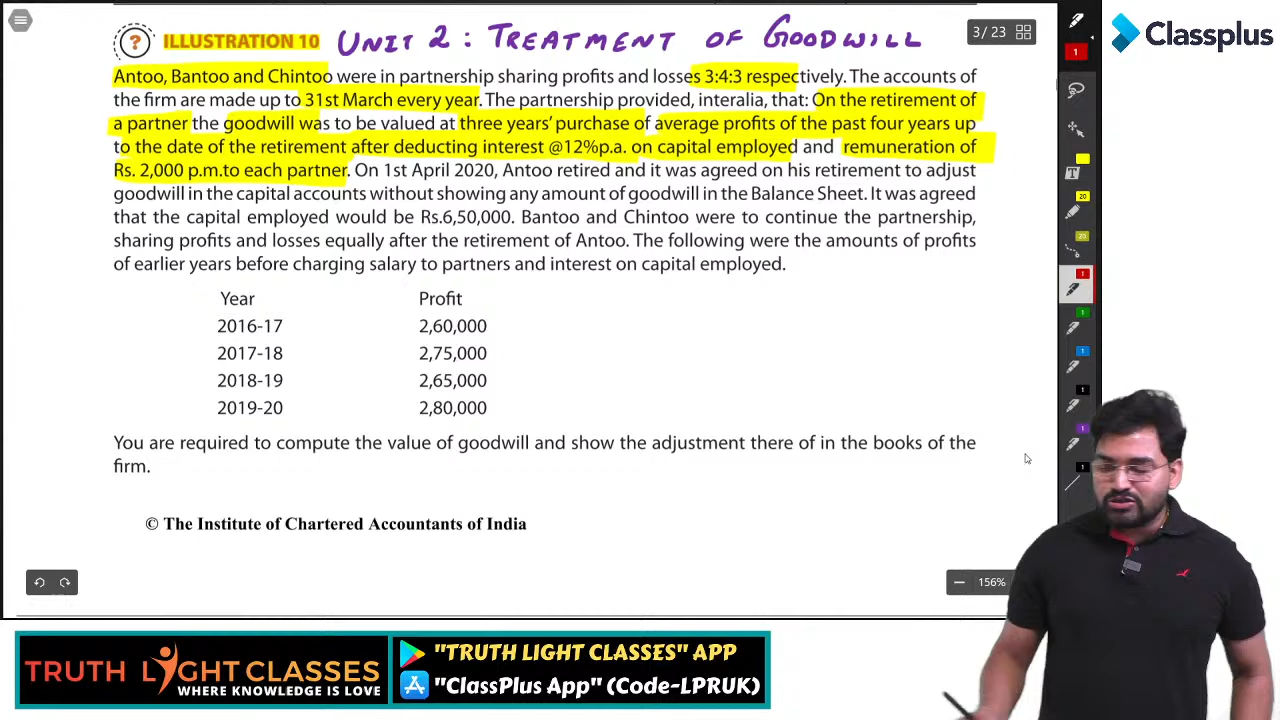 ILLUSTRATION 10 UNIT 2 : TREATMENT OF GOODWILL
3 / 23
Classplus
Antoo, Bantoo and Chintoo were in partnership sharing profits and losses 3:4:3 respectively. The accounts of
the firm are made up to 31st March every year. The partnership provided, interalia, that: On the retirement of
a partner the goodwill was to be valued at three years' purchase of average profits of the past four years up
to the date of the retirement after deducting interest @12%p.a. on capital employed and remuneration of
Rs. 2,000 p.m.to each partner. On 1st April 2020, Antoo retired and it was agreed on his retirement to adjust
goodwill in the capital accounts without showing any amount of goodwill in the Balance Sheet. It was agreed
that the capital employed would be Rs.6,50,000. Bantoo and Chintoo were to continue the partnership,
sharing profits and losses equally after the retirement of Antoo. The following were the amounts of profits
of earlier years before charging salary to partners and interest on capital employed.
Year Profit
2016-17 2,60,000
2017-18 2,75,000
2018-19 2,65,000
2019-20 2,80,000
You are required to compute the value of goodwill and show the adjustment there of in the books of the
firm.
© The Institute of Chartered Accountants of India
156%
1
T
20
20
1
1
1
1
1
1
TRUTH LIGHT CLASSES
WHERE KNOWLEDGE IS LOVE
"TRUTH LIGHT CLASSES" APP
"ClassPlus App" (Code-LPRUK)